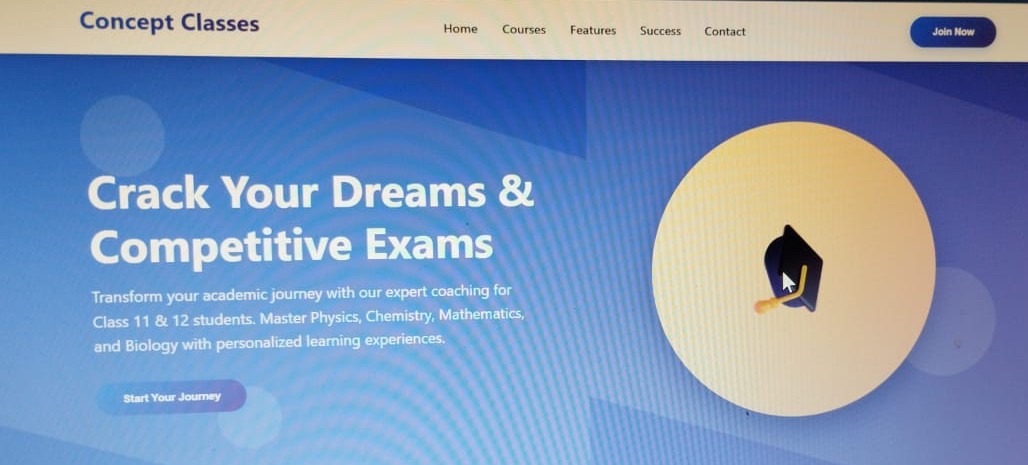 Concept Classes
Home Courses Features Success Contact
Join Now
Crack Your Dreams &
Competitive Exams
Transform your academic journey with our expert coaching for
Class 11 & 12 students. Master Physics, Chemistry, Mathematics,
and Biology with personalized learning experiences.
Start Your Journey